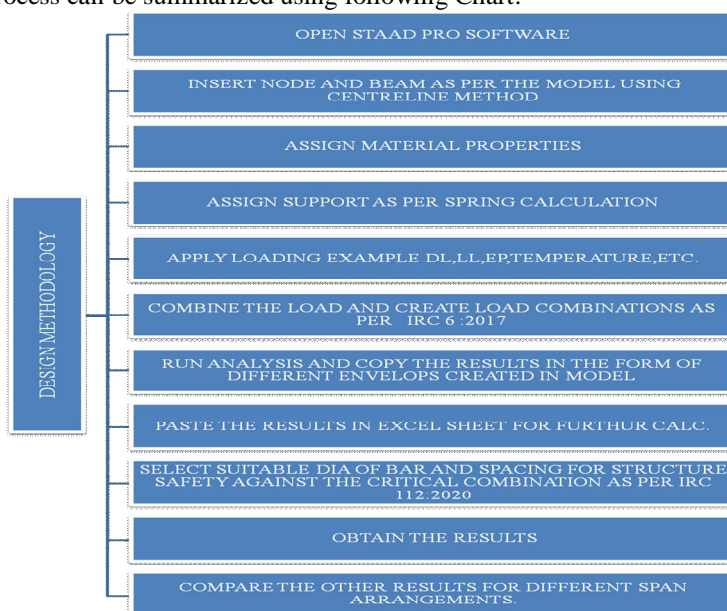 rocess can be summarized using following Chart:
DESIGN METHODOLOGY
OPEN STAAD PRO SOFTWARE
INSERT NODE AND BEAM AS PER THE MODEL USING
CENTRELINE METHOD
ASSIGN MATERIAL PROPERTIES
ASSIGN SUPPORT AS PER SPRING CALCULATION
APPLY LOADING EXAMPLE DL,LL,EP,TEMPERATURE,ETC.
COMBINE THE LOAD AND CREATE LOAD COMBINATIONS AS
PER IRC 6 :2017
RUN ANALYSIS AND COPY THE RESULTS IN THE FORM OF
DIFFERENT ENVELOPS CREATED IN MODEL
PASTE THE RESULTS IN EXCEL SHEET FOR FURTHUR CALC.
SELECT SUITABLE DIA OF BAR AND SPACING FOR STRUCTURE
SAFETY AGAINST THE CRITICAL COMBINATION AS PER IRC
112:2020
OBTAIN THE RESULTS
COMPARE THE OTHER RESULTS FOR DIFFERENT SPAN
ARRANGEMENTS.